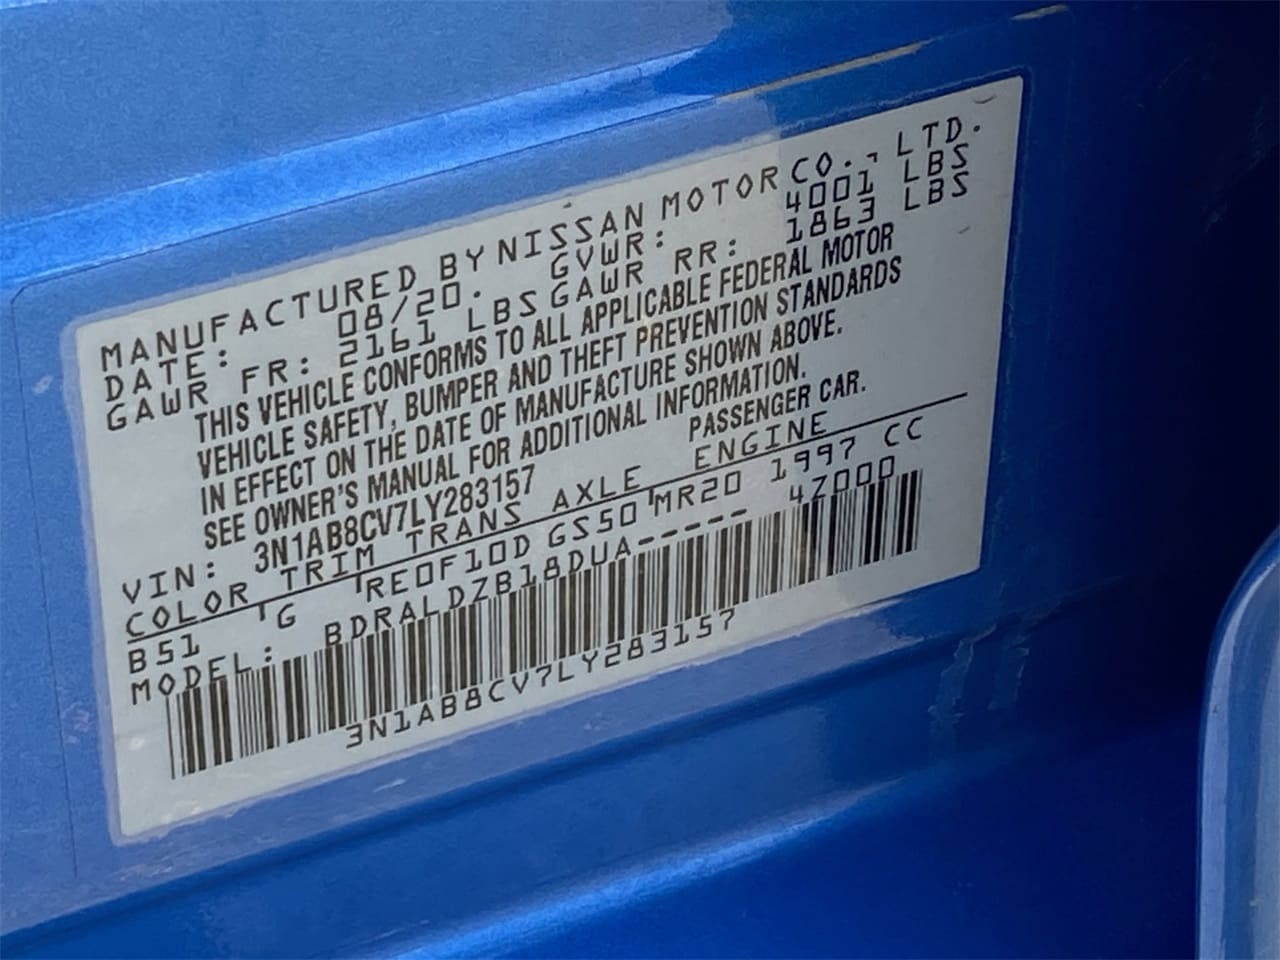 MANUFACTURED BY NISSAN MOTOR CO., LTD.
DATE: 08/20. GVWR: 4001 LBS
GAWR FR: 2161 LBS GAWR RR: 1863 LBS
THIS VEHICLE CONFORMS TO ALL APPLICABLE FEDERAL MOTOR
VEHICLE SAFETY, BUMPER AND THEFT PREVENTION STANDARDS
IN EFFECT ON THE DATE OF MANUFACTURE SHOWN ABOVE.
SEE OWNER'S MANUAL FOR ADDITIONAL INFORMATION.
VIN: 3N1AB8CV7LY283157 PASSENGER CAR.
COLOR TRIM TRANS AXLE ENGINE
B51 G RE0F10D GS50 MR20 1997 CC
MODEL: BDRALDZB18DUA----- 4Z000
3N1AB8CV7LY283157